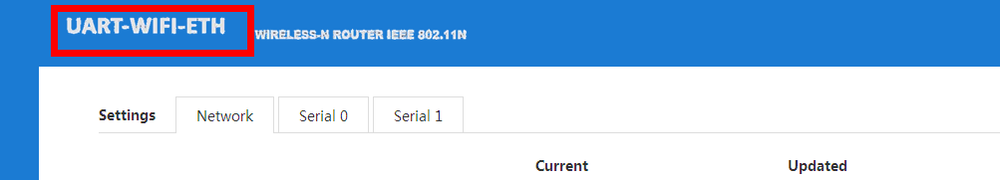 UART-WIFI-ETH WIRELESS-N ROUTER IEEE 802.11N
Settings Network Serial 0 Serial 1
Current Updated